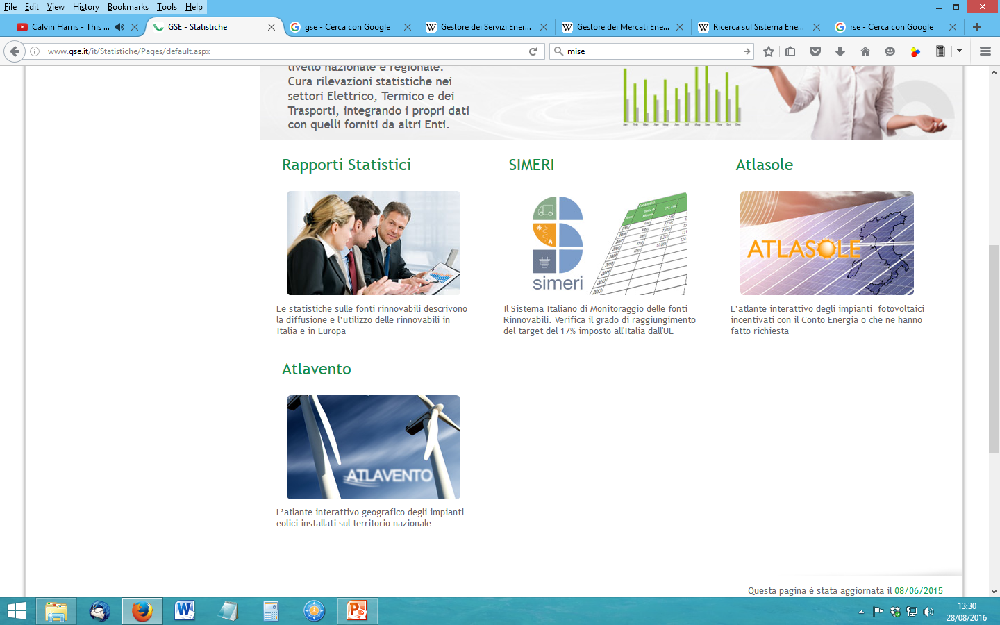 File Edit View History Bookmarks Tools Help
Calvin Harris - This ...
GSE - Statistiche
gse - Cerca con Google
Gestore dei Servizi Ener...
Gestore dei Mercati Ene...
Ricerca sul Sistema Ene...
rse - Cerca con Google
www.gse.it/it/Statistiche/Pages/default.aspx
mise
livello nazionale e regionale.
Cura rilevazioni statistiche nei
settori Elettrico, Termico e dei
Trasporti, integrando i propri dati
con quelli forniti da altri Enti.
Rapporti Statistici
Le statistiche sulle fonti rinnovabili descrivono
la diffusione e l’utilizzo delle rinnovabili in
Italia e in Europa
SIMERI
simeri
Il Sistema Italiano di Monitoraggio delle fonti
Rinnovabili. Verifica il grado di raggiungimento
del target del 17% imposto all'Italia dall'UE
Atlasole
ATLASOLE
L’atlante interattivo degli impianti fotovoltaici
incentivati con il Conto Energia o che ne hanno
fatto richiesta
Atlavento
ATLAVENTO
L’atlante interattivo geografico degli impianti
eolici installati sul territorio nazionale
Questa pagina è stata aggiornata il 08/06/2015
13:30
28/08/2016